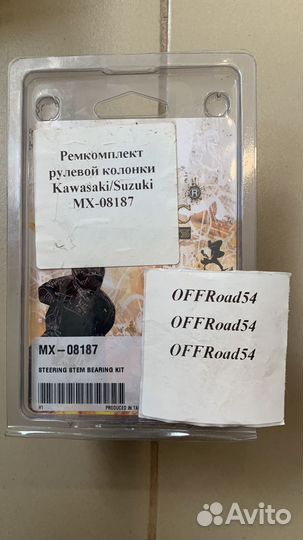 Ремкомплект
рулевой колонки
Kawasaki/Suzuki
MX-08187
®
C
OFFRoad54
OFFRoad54
OFFRoad54
MX-08187
STEERING STEM BEARING KIT
PRODUCED IN TA
Avito